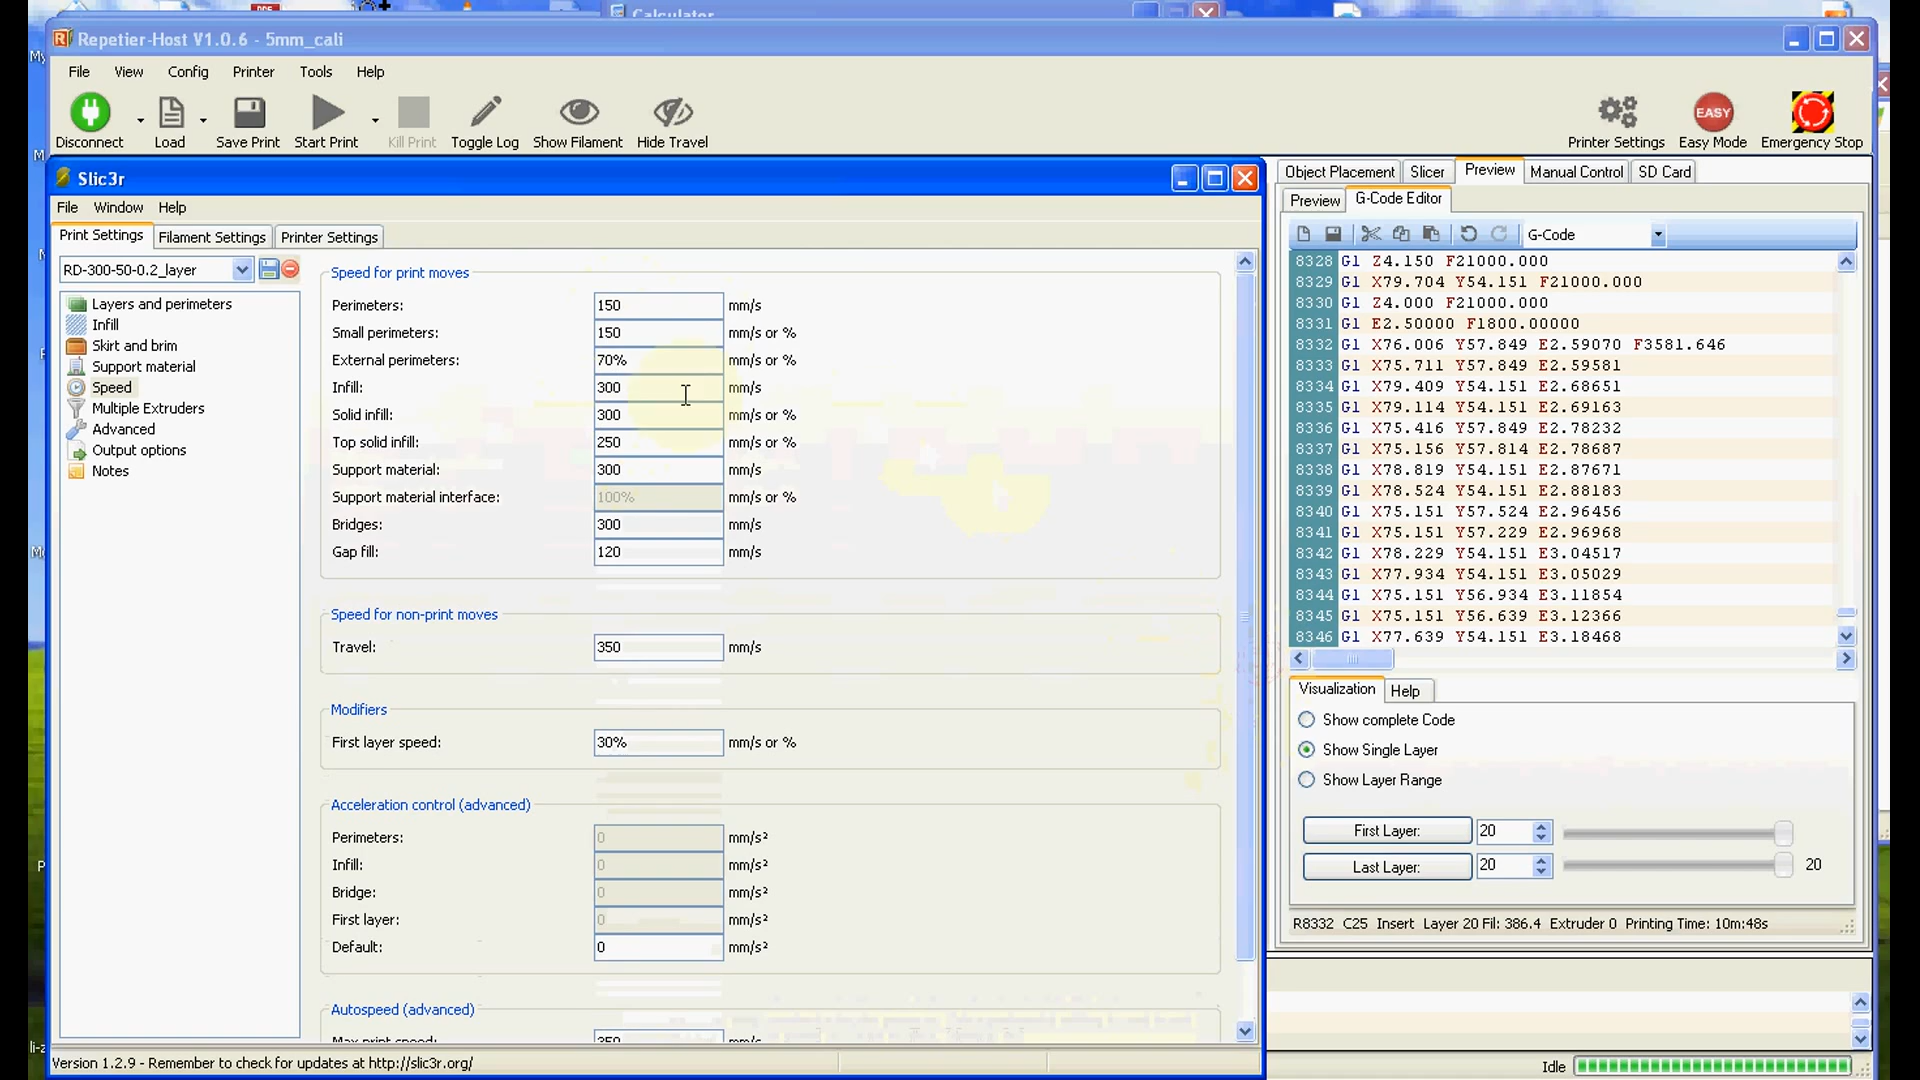 Calculator
Repetier-Host V1.0.6 - 5mm_cali
File View Config Printer Tools Help
Disconnect Load Save Print Start Print Kill Print Toggle Log Show Filament Hide Travel
EASY
Printer Settings Easy Mode Emergency Stop
Slic3r
File Window Help
Print Settings Filament Settings Printer Settings
RD-300-50-0.2_layer
Layers and perimeters
Infill
Skirt and brim
Support material
Speed
Multiple Extruders
Advanced
Output options
Notes
Speed for print moves
Perimeters: 150 mm/s
Small perimeters: 150 mm/s or %
External perimeters: 70% mm/s or %
Infill: 300 mm/s
Solid infill: 300 mm/s or %
Top solid infill: 250 mm/s or %
Support material: 300 mm/s
Support material interface: 100% mm/s or %
Bridges: 300 mm/s
Gap fill: 120 mm/s
Speed for non-print moves
Travel: 350 mm/s
Modifiers
First layer speed: 30% mm/s or %
Acceleration control (advanced)
Perimeters: 0 mm/s²
Infill: 0 mm/s²
Bridge: 0 mm/s²
First layer: 0 mm/s²
Default: 0 mm/s²
Autospeed (advanced)
Max print speed: 350 mm/s
Version 1.2.9 - Remember to check for updates at http://slic3r.org/
Object Placement Slicer Preview Manual Control SD Card
Preview G-Code Editor
G-Code
8328 G1 Z4.150 F21000.000
8329 G1 X79.704 Y54.151 F21000.000
8330 G1 Z4.000 F21000.000
8331 G1 E2.50000 F1800.00000
8332 G1 X76.006 Y57.849 E2.59070 F3581.646
8333 G1 X75.711 Y57.849 E2.59581
8334 G1 X79.409 Y54.151 E2.68651
8335 G1 X79.114 Y54.151 E2.69163
8336 G1 X75.416 Y57.849 E2.78232
8337 G1 X75.156 Y57.814 E2.78687
8338 G1 X78.819 Y54.151 E2.87671
8339 G1 X78.524 Y54.151 E2.88183
8340 G1 X75.151 Y57.524 E2.96456
8341 G1 X75.151 Y57.229 E2.96968
8342 G1 X78.229 Y54.151 E3.04517
8343 G1 X77.934 Y54.151 E3.05029
8344 G1 X75.151 Y56.934 E3.11854
8345 G1 X75.151 Y56.639 E3.12366
8346 G1 X77.639 Y54.151 E3.18468
Visualization Help
Show complete Code
Show Single Layer
Show Layer Range
First Layer: 20
Last Layer: 20 20
R8332 C25 Insert Layer 20 Fil: 386.4 Extruder 0 Printing Time: 10m:48s
Idle